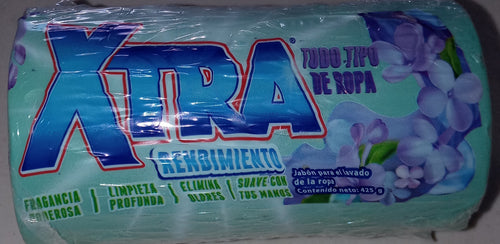 XTRA®
TODO TIPO
DE ROPA
RENDIMIENTO
FRAGANCIA
PODEROSA
LIMPIEZA
PROFUNDA
ELIMINA
OLORES
SUAVE CON
TUS MANOS
Jabón para el lavado
de la ropa
Contenido neto: 425 g